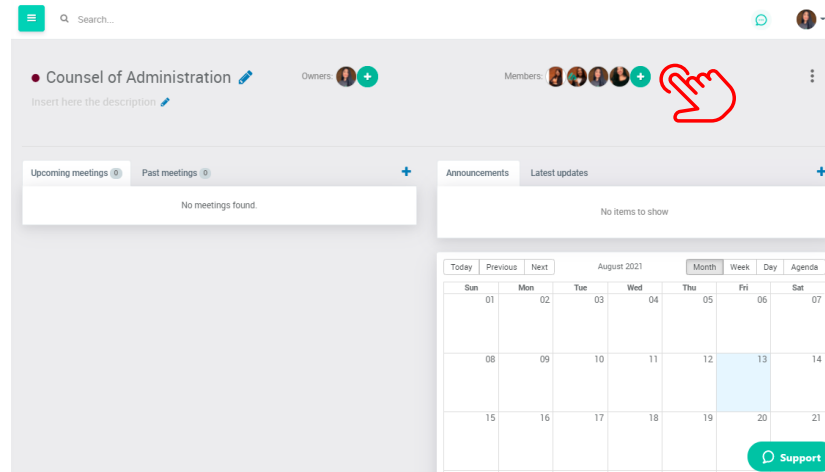 Search...
Counsel of Administration
Owners:
Members:
Insert here the description
Upcoming meetings 0 Past meetings 0
Announcements Latest updates
No meetings found.
No items to show
Today Previous Next August 2021 Month Week Day Agenda
Sun Mon Tue Wed Thu Fri Sat
01 02 03 04 05 06 07
08 09 10 11 12 13 14
15 16 17 18 19 20 21
Support